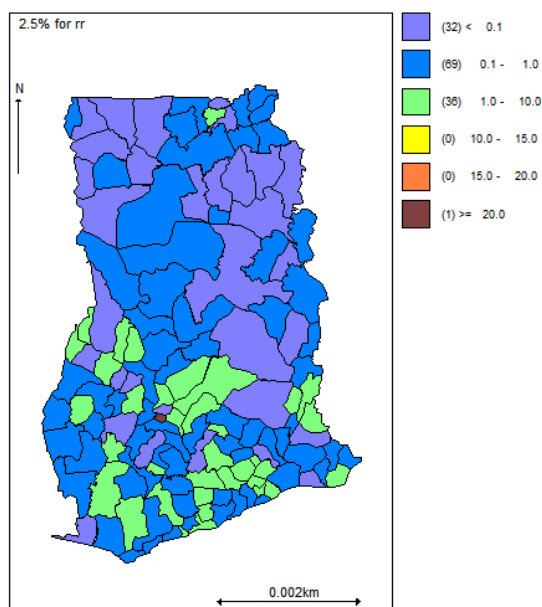 2.5% for rr
N
(32) < 0.1
(69) 0.1 - 1.0
(36) 1.0 - 10.0
(0) 10.0 - 15.0
(0) 15.0 - 20.0
(1) >= 20.0
0.002km